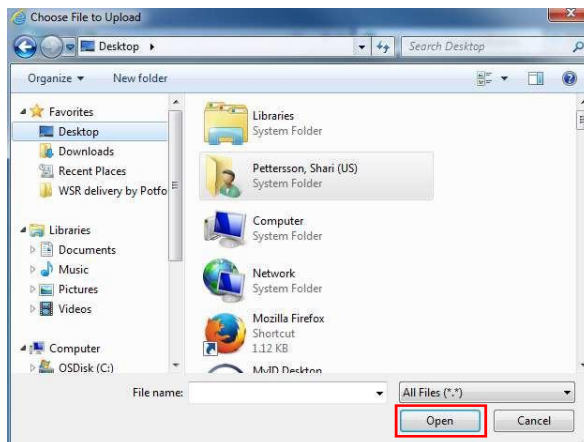 Choose File to Upload
Desktop
Search Desktop
Organize
New folder
Favorites
Desktop
Downloads
Recent Places
WSR delivery by Potfo
Libraries
Documents
Music
Pictures
Videos
Computer
OSDisk (C:)
Libraries
System Folder
Pettersson, Shari (US)
System Folder
Computer
System Folder
Network
System Folder
Mozilla Firefox
Shortcut
1.12 KB
File name:
All Files (*.*)
Open
Cancel